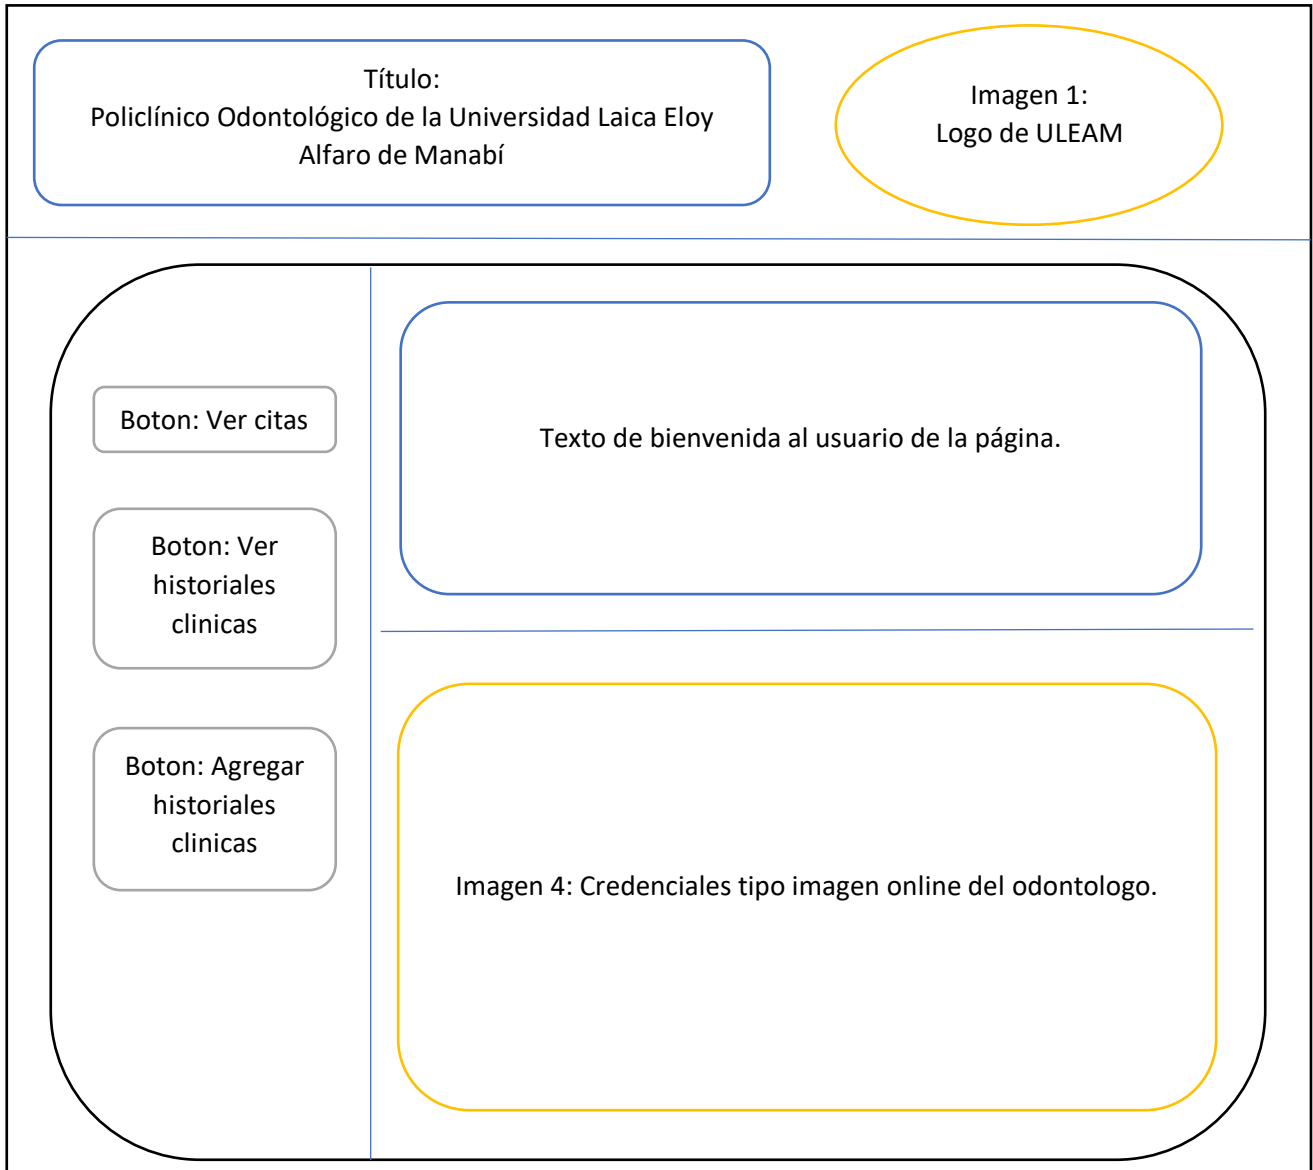 Título:
Policlínico Odontológico de la Universidad Laica Eloy
Alfaro de Manabí
Imagen 1:
Logo de ULEAM
Boton: Ver citas
Boton: Ver
historiales
clinicas
Boton: Agregar
historiales
clinicas
Texto de bienvenida al usuario de la página.
Imagen 4: Credenciales tipo imagen online del odontologo.